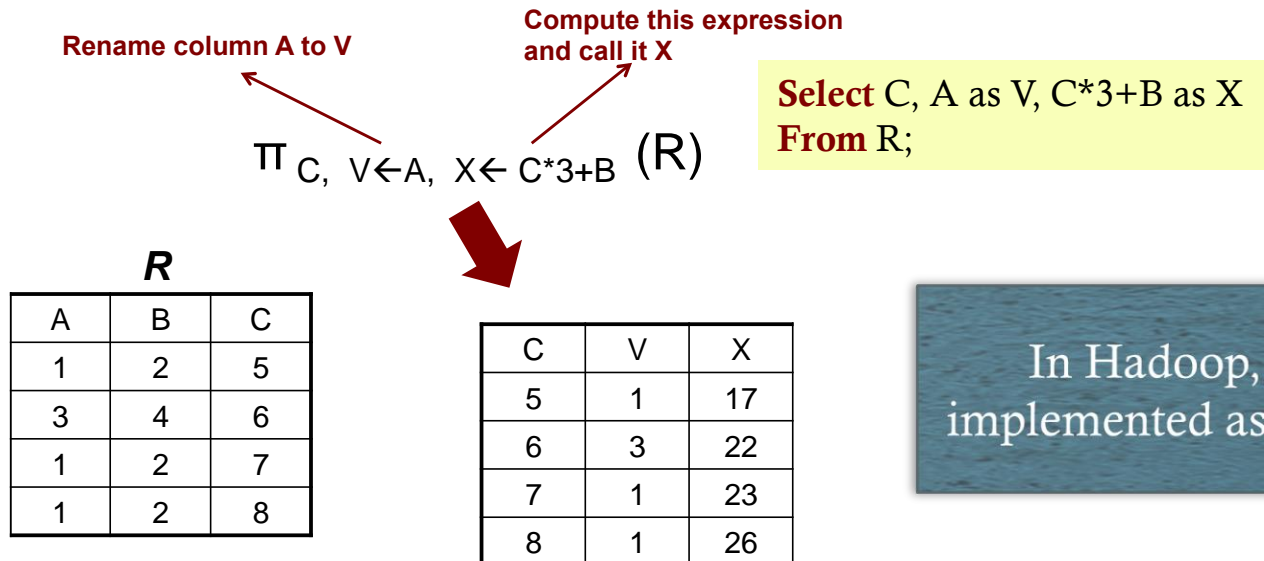 Rename column A to V
Compute this expression
and call it X
Select C, A as V, C*3+B as X
From R;
π C, V←A, X← C*3+B (R)
R
A B C
1 2 5
3 4 6
1 2 7
1 2 8
C V X
5 1 17
6 3 22
7 1 23
8 1 26
In Hadoop,
implemented as